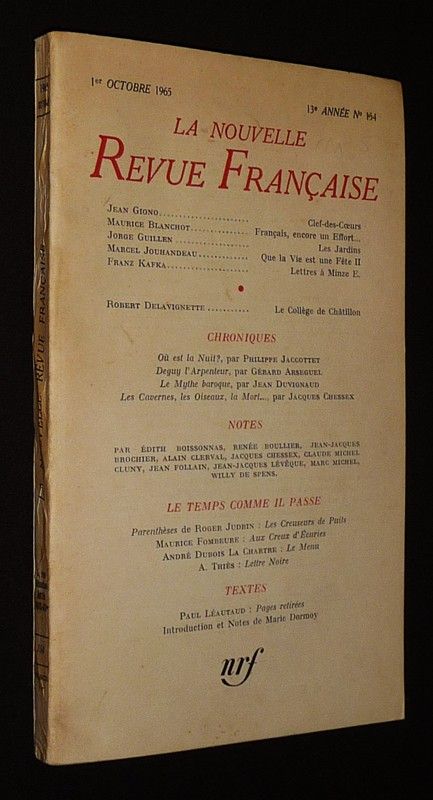 1er OCTOBRE 1965
13e ANNÉE No 154
LA NOUVELLE
REVUE FRANÇAISE
JEAN GIONO........................ Clef-des-Cœurs
MAURICE BLANCHOT............... Français, encore un Effort...
JORGE GUILLEN .................... Les Jardins
MARCEL JOUHANDEAU............ Que la Vie est une Fête II
FRANZ KAFKA...................... Lettres à Minze E.
ROBERT DELAVIGNETTE ........... Le Collège de Châtillon
CHRONIQUES
Où est la Nuit?, par PHILIPPE JACCOTTET
Deguy l'Arpenteur, par GÉRARD ARSEGUEL
Le Mythe baroque, par JEAN DUVIGNAUD
Les Cavernes, les Oiseaux, la Mort..., par JACQUES CHESSEX
NOTES
PAR ÉDITH BOISSONNAS, RENÉE BOULLIER, JEAN-JACQUES
BROCHIER, ALAIN CLERVAL, JACQUES CHESSEX, CLAUDE MICHEL
CLUNY, JEAN FOLLAIN, JEAN-JACQUES LÉVÊQUE, MARC MICHEL,
WILLY DE SPENS.
LE TEMPS COMME IL PASSE
Parenthèses de ROGER JUDRIN : Les Creuseurs de Puits
MAURICE FOMBEURE : Aux Creux d'Écuries
ANDRÉ DUBOIS LA CHARTRE : Le Menu
A. THIÈS : Lettre Noire
TEXTES
PAUL LÉAUTAUD : Pages retirées
Introduction et Notes de Marie Dormoy
nrf
NOUVELLE REVUE FRANÇAISE